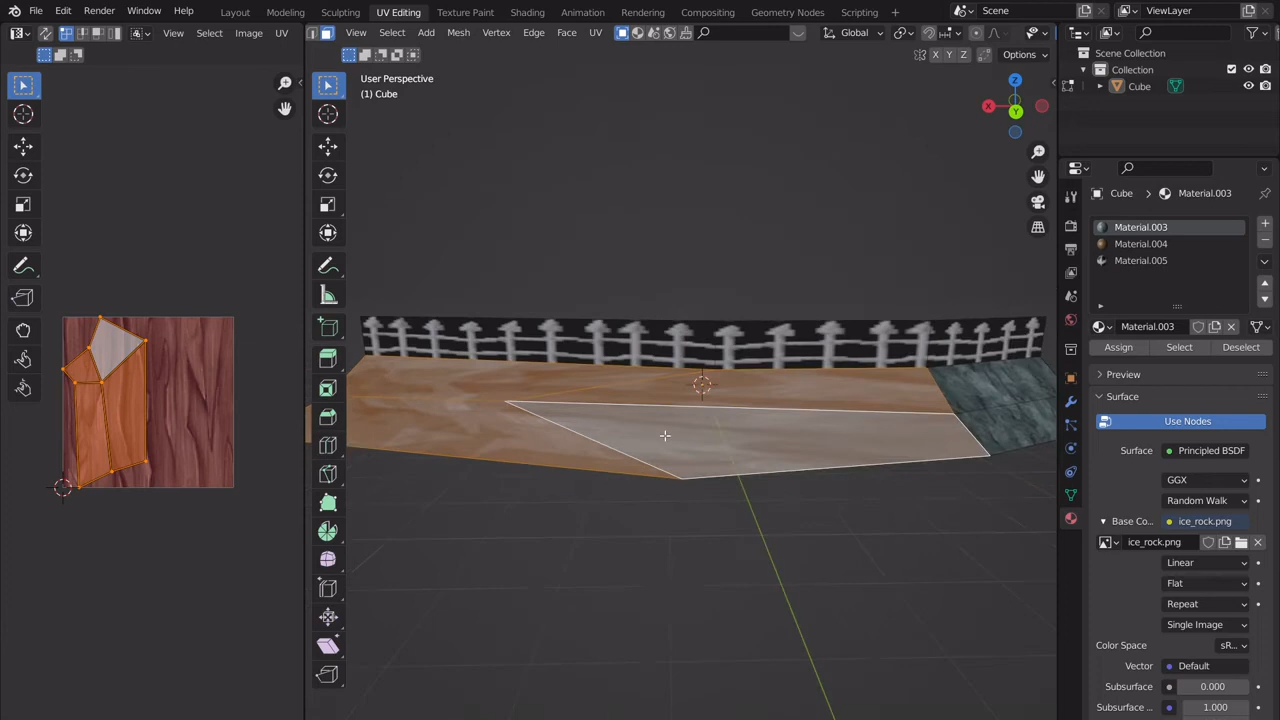 File Edit Render Window Help Layout Modeling Sculpting UV Editing Texture Paint Shading Animation Rendering Compositing Geometry Nodes Scripting + Scene ViewLayer
View Select Image UV
View Select Add Mesh Vertex Edge Face UV Global
X Y Z Options
Scene Collection
Collection
Cube
User Perspective
(1) Cube
Z
X
Y
Cube > Material.003
Material.003
Material.004
Material.005
Material.003
Assign Select Deselect
Preview
Surface
Use Nodes
Surface Principled BSDF
GGX
Random Walk
Base Co... ice_rock.png
ice_rock.png
Linear
Flat
Repeat
Single Image
Color Space sR...
Vector Default
Subsurface 0.000
Subsurface .. 1.000